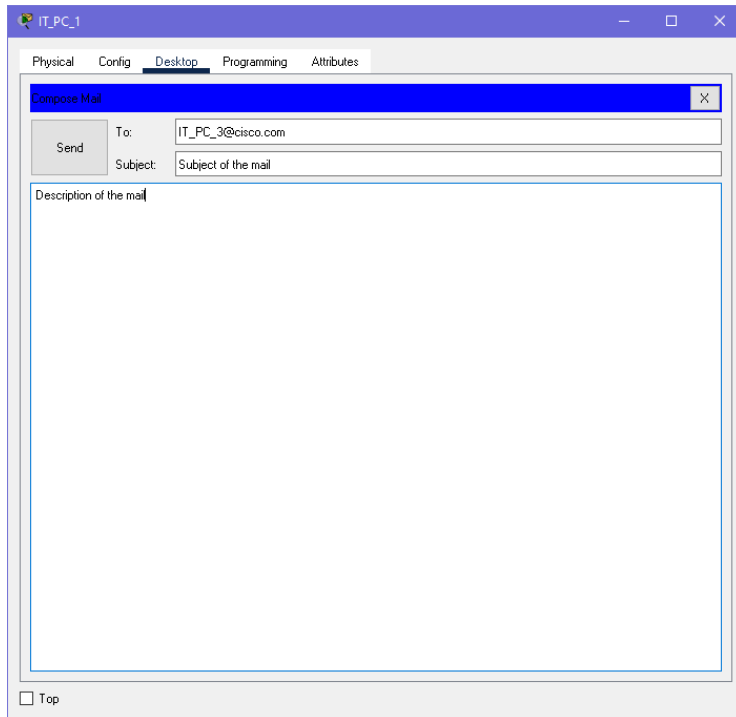 IT_PC_1
Physical Config Desktop Programming Attributes
Compose Mail X
Send
To: IT_PC_3@cisco.com
Subject: Subject of the mail
Description of the mail
Top